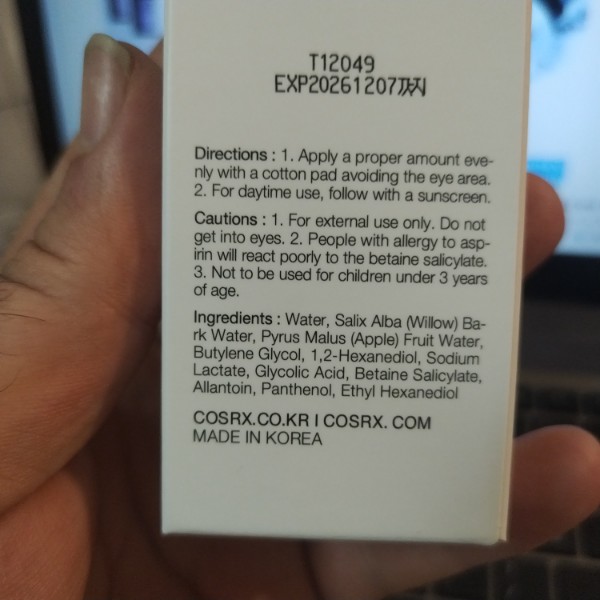 T12049
EXP20261207까지
Directions : 1. Apply a proper amount eve-
nly with a cotton pad avoiding the eye area.
2. For daytime use, follow with a sunscreen.
Cautions : 1. For external use only. Do not
get into eyes. 2. People with allergy to asp-
irin will react poorly to the betaine salicylate.
3. Not to be used for children under 3 years
of age.
Ingredients : Water, Salix Alba (Willow) Ba-
rk Water, Pyrus Malus (Apple) Fruit Water,
Butylene Glycol, 1,2-Hexanediol, Sodium
Lactate, Glycolic Acid, Betaine Salicylate,
Allantoin, Panthenol, Ethyl Hexanediol
COSRX.CO.KR I COSRX. COM
MADE IN KOREA